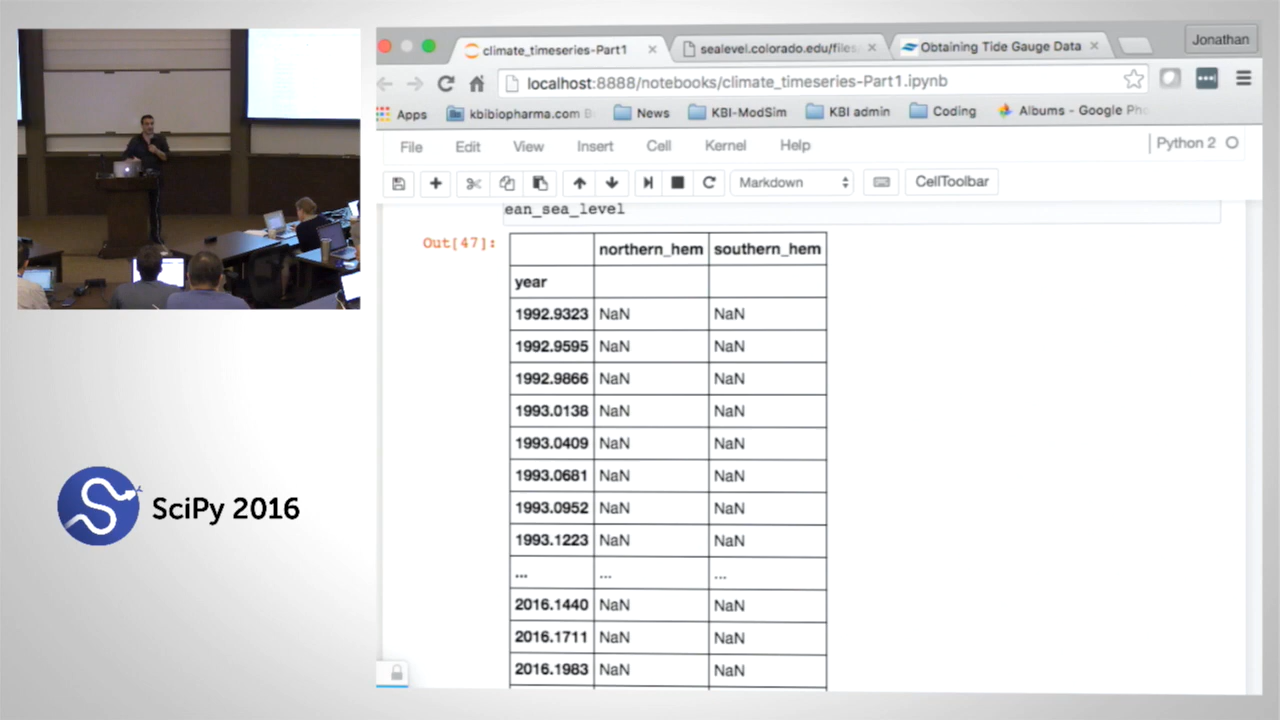 climate_timeseries-Part1
sealevel.colorado.edu/files
Obtaining Tide Gauge Data
Jonathan
localhost:8888/notebooks/climate_timeseries-Part1.ipynb
Apps
kbibiopharma.com
News
KBI-ModSim
KBI admin
Coding
Albums - Google Pho
File Edit View Insert Cell Kernel Help
Python 2
Markdown
CellToolbar
ean_sea_level
Out[47]:
northern_hem southern_hem
year
1992.9323 NaN NaN
1992.9595 NaN NaN
1992.9866 NaN NaN
1993.0138 NaN NaN
1993.0409 NaN NaN
1993.0681 NaN NaN
1993.0952 NaN NaN
1993.1223 NaN NaN
... ... ...
2016.1440 NaN NaN
2016.1711 NaN NaN
2016.1983 NaN NaN
SciPy 2016